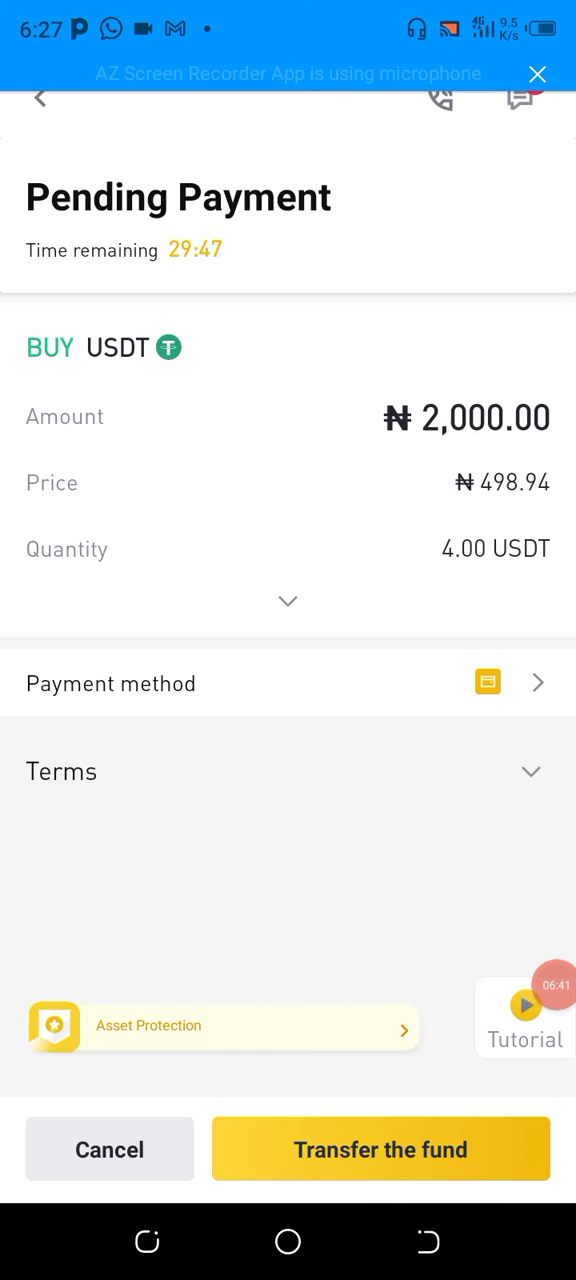 6:27
4G
9.5
K/s
AZ Screen Recorder App is using microphone
Pending Payment
Time remaining 29:47
BUY USDT
Amount ₦ 2,000.00
Price ₦ 498.94
Quantity 4.00 USDT
Payment method
Terms
06:41
Asset Protection
Tutorial
Cancel Transfer the fund